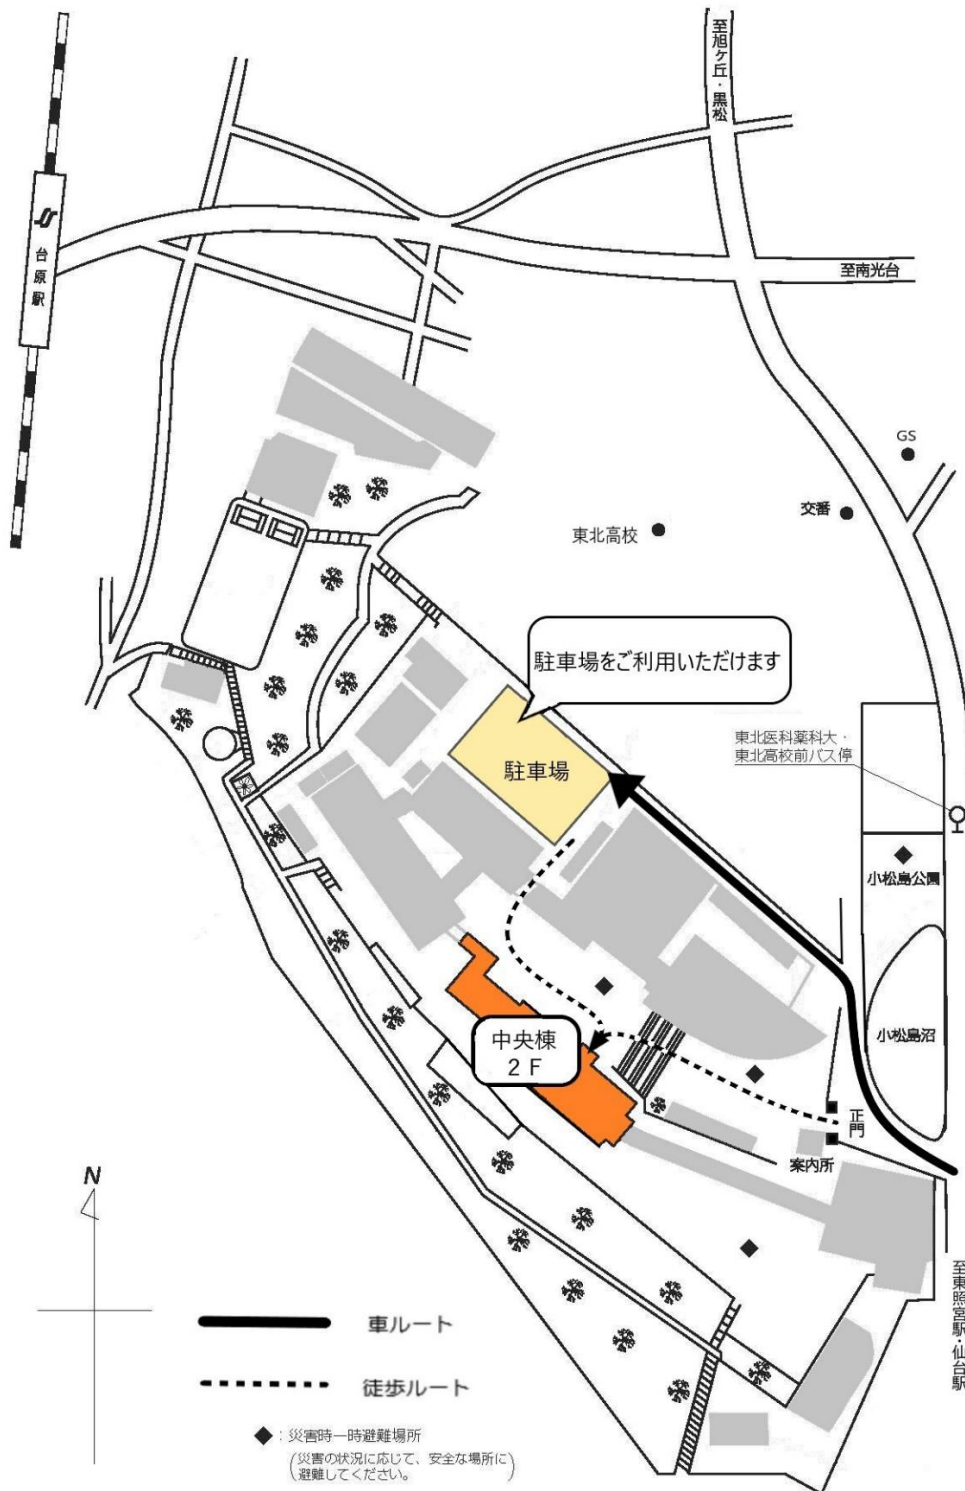 至旭ヶ丘・黒松
台原駅
至南光台
GS
交番
東北高校
駐車場をご利用いただけます
東北医科薬科大・
東北高校前バス停
駐車場
小松島公園
小松島沼
中央棟
2 F
正門
案内所
N
至東照宮駅・仙台駅
車ルート
徒歩ルート
◆：災害時一時避難場所
(災害の状況に応じて、安全な場所に
避難してください。)